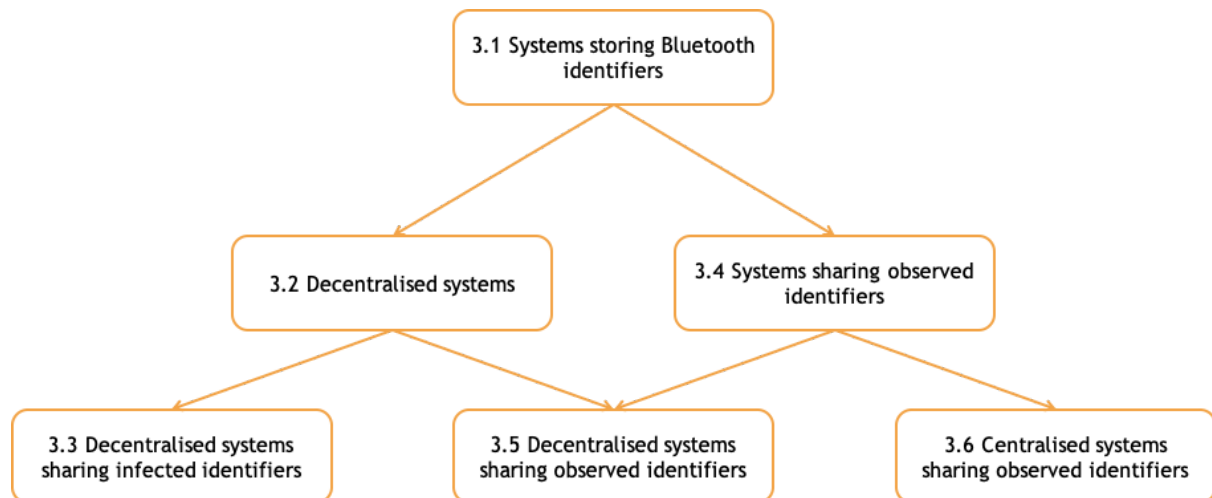 3.1 Systems storing Bluetooth
identifiers
3.2 Decentralised systems
3.4 Systems sharing observed
identifiers
3.3 Decentralised systems
sharing infected identifiers
3.5 Decentralised systems
sharing observed identifiers
3.6 Centralised systems
sharing observed identifiers